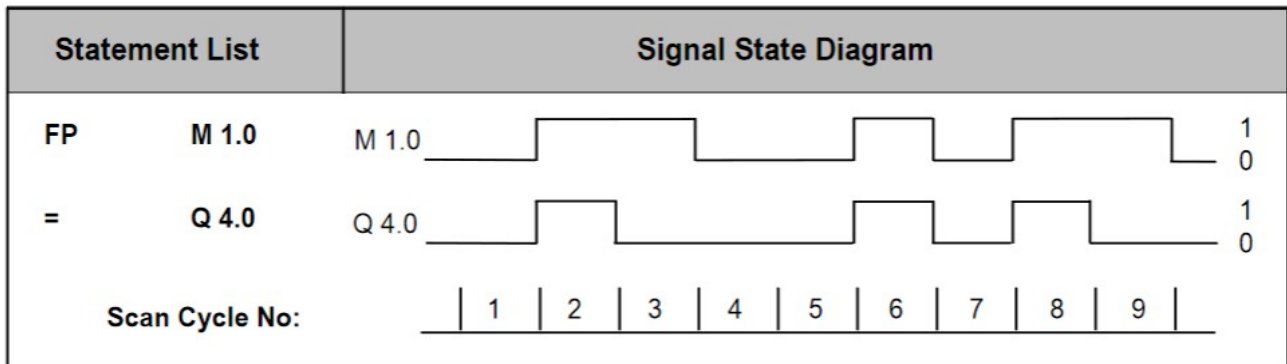 Statement List Signal State Diagram
FP M 1.0 M 1.0 1
0
= Q 4.0 Q 4.0 1
0
Scan Cycle No: 1 2 3 4 5 6 7 8 9